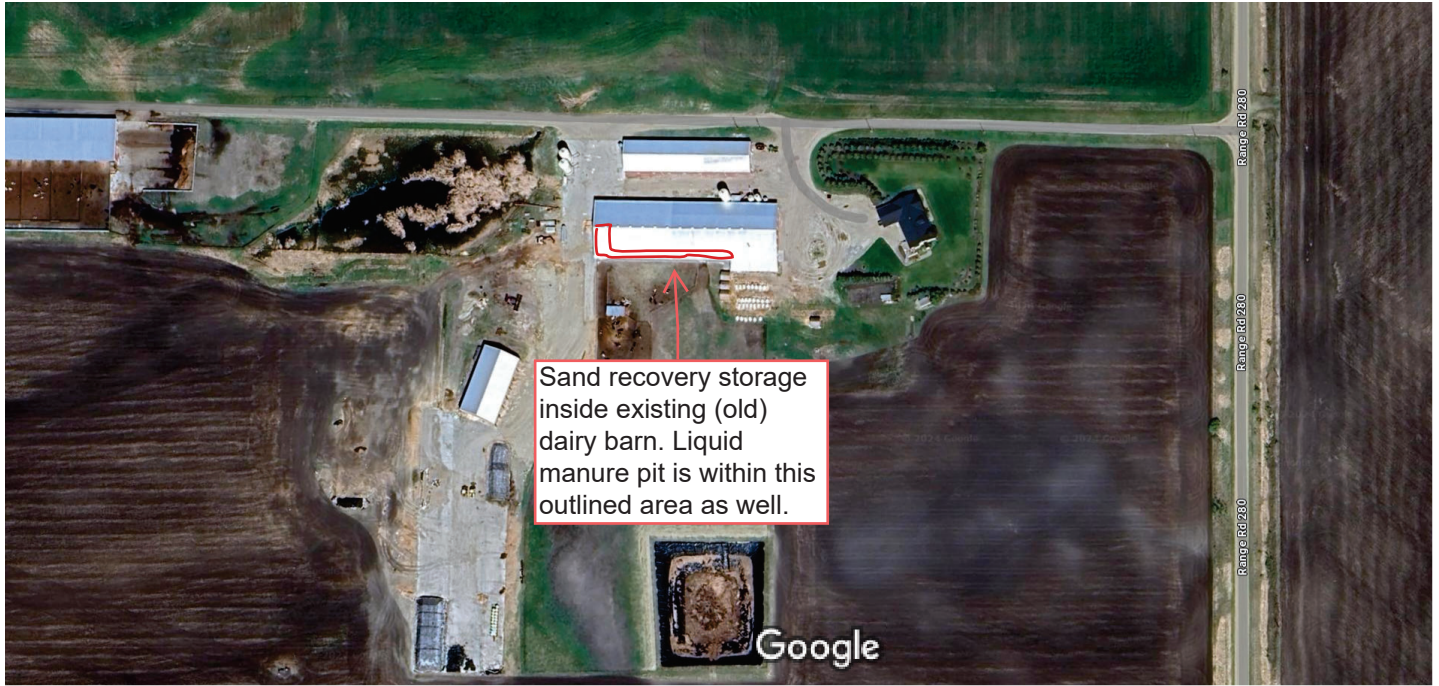 Range Rd 280
Range Rd 280
Sand recovery storage
inside existing (old)
dairy barn. Liquid
manure pit is within this
outlined area as well.
Range Rd 280
Google